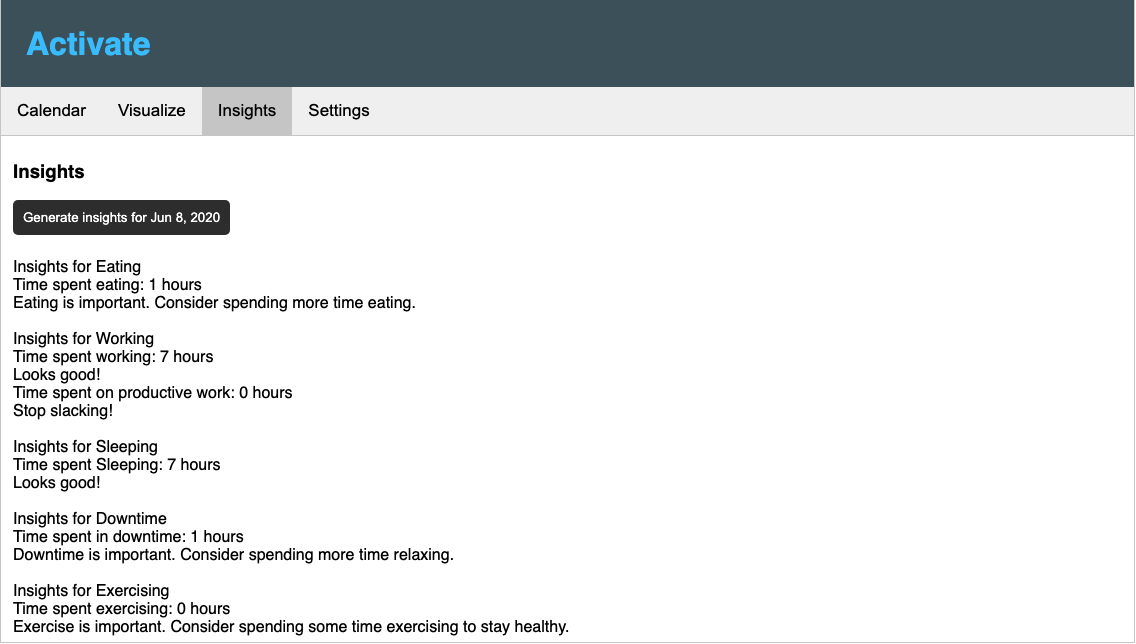 Activate
Calendar Visualize Insights Settings
Insights
Generate insights for Jun 8, 2020
Insights for Eating
Time spent eating: 1 hours
Eating is important. Consider spending more time eating.
Insights for Working
Time spent working: 7 hours
Looks good!
Time spent on productive work: 0 hours
Stop slacking!
Insights for Sleeping
Time spent Sleeping: 7 hours
Looks good!
Insights for Downtime
Time spent in downtime: 1 hours
Downtime is important. Consider spending more time relaxing.
Insights for Exercising
Time spent exercising: 0 hours
Exercise is important. Consider spending some time exercising to stay healthy.